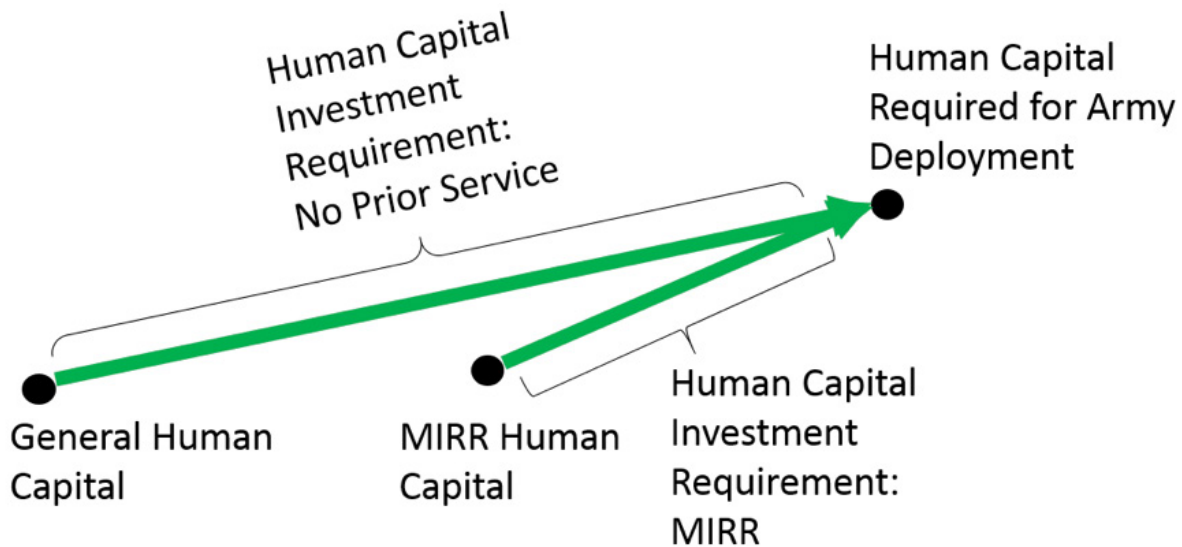 Human Capital
Investment
Requirement:
No Prior Service
Human Capital
Required for Army
Deployment
General Human
Capital
MIRR Human
Capital
Human Capital
Investment
Requirement:
MIRR